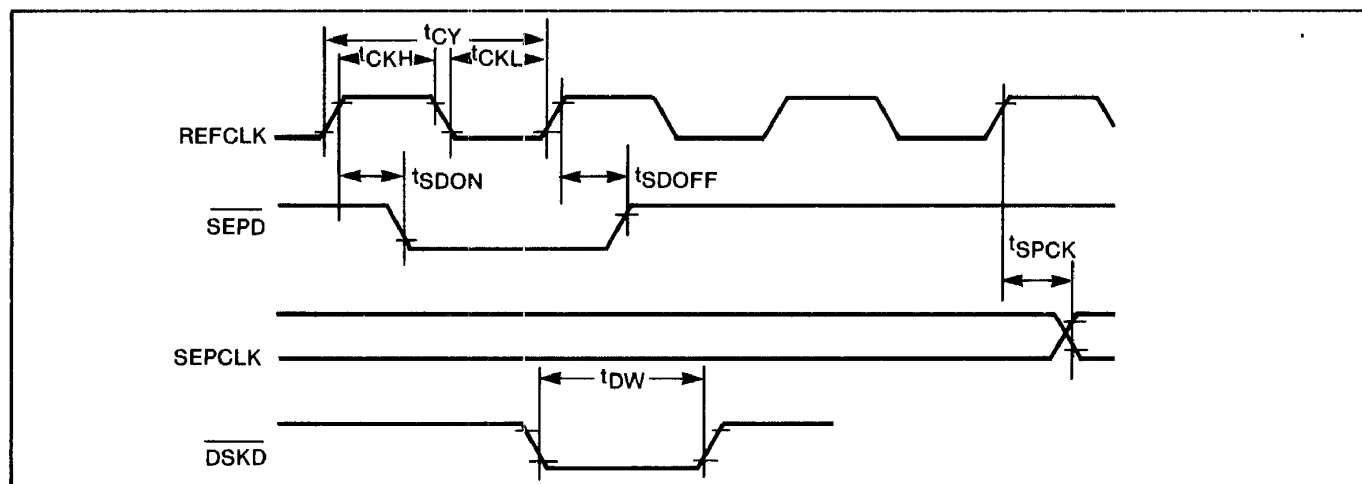 tCY
tCKH
tCKL
REFCLK
tSDON
tSDOFF
SEPD
tSPCK
SEPCLK
tDW
DSKD